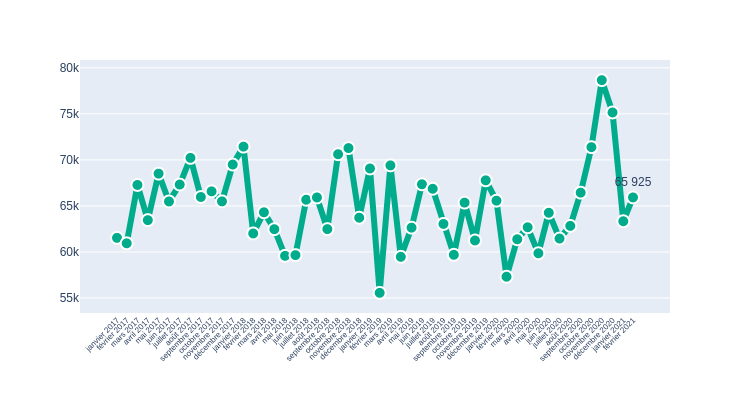 80k
75k
70k
65k
60k
55k
65 925
janvier 2017
février 2017
mars 2017
avril 2017
mai 2017
juin 2017
juillet 2017
août 2017
septembre 2017
octobre 2017
novembre 2017
décembre 2017
janvier 2018
février 2018
mars 2018
avril 2018
mai 2018
juin 2018
juillet 2018
août 2018
septembre 2018
octobre 2018
novembre 2018
décembre 2018
janvier 2019
février 2019
mars 2019
avril 2019
mai 2019
juin 2019
juillet 2019
août 2019
septembre 2019
octobre 2019
novembre 2019
décembre 2019
janvier 2020
février 2020
mars 2020
avril 2020
mai 2020
juin 2020
juillet 2020
août 2020
septembre 2020
octobre 2020
novembre 2020
décembre 2020
janvier 2021
février 2021